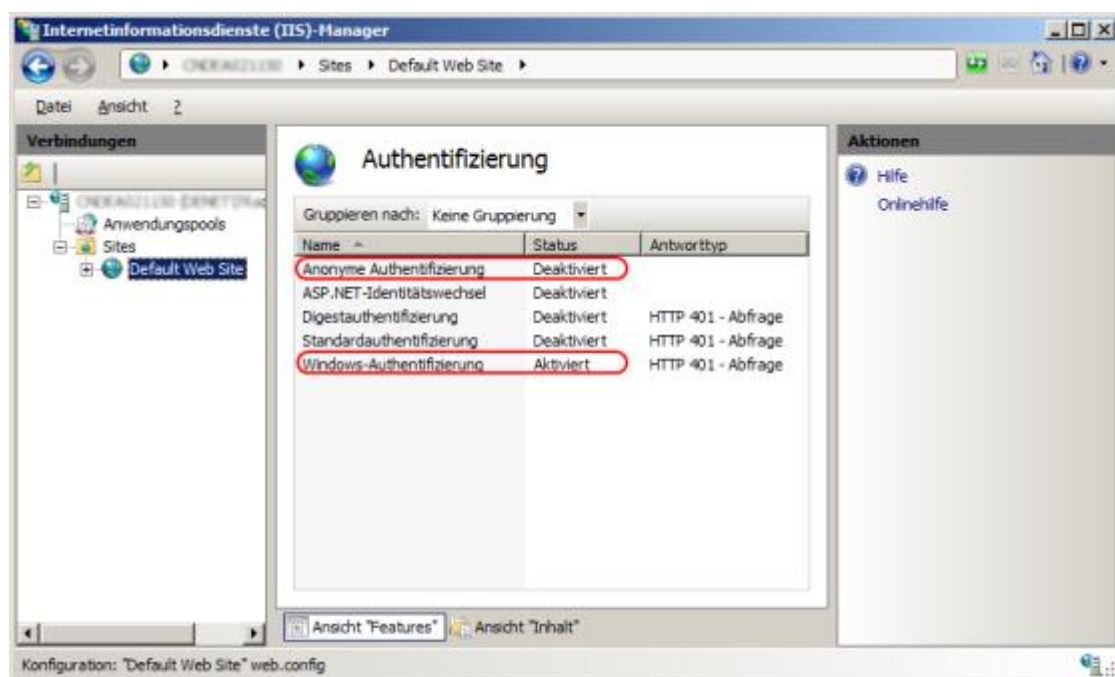 Internetinformationsdienste (IIS)-Manager
Sites Default Web Site
Datei Ansicht ?
Verbindungen
Anwendungspools
Sites
Default Web Site
Authentifizierung
Gruppieren nach: Keine Gruppierung
Name Status Antworttyp
Anonyme Authentifizierung Deaktiviert
ASP.NET-Identitätswechsel Deaktiviert
Digestauthentifizierung Deaktiviert HTTP 401 - Abfrage
Standardauthentifizierung Deaktiviert HTTP 401 - Abfrage
Windows-Authentifizierung Aktiviert HTTP 401 - Abfrage
Ansicht "Features" Ansicht "Inhalt"
Aktionen
Hilfe
Onlinehilfe
Konfiguration: "Default Web Site" web.config